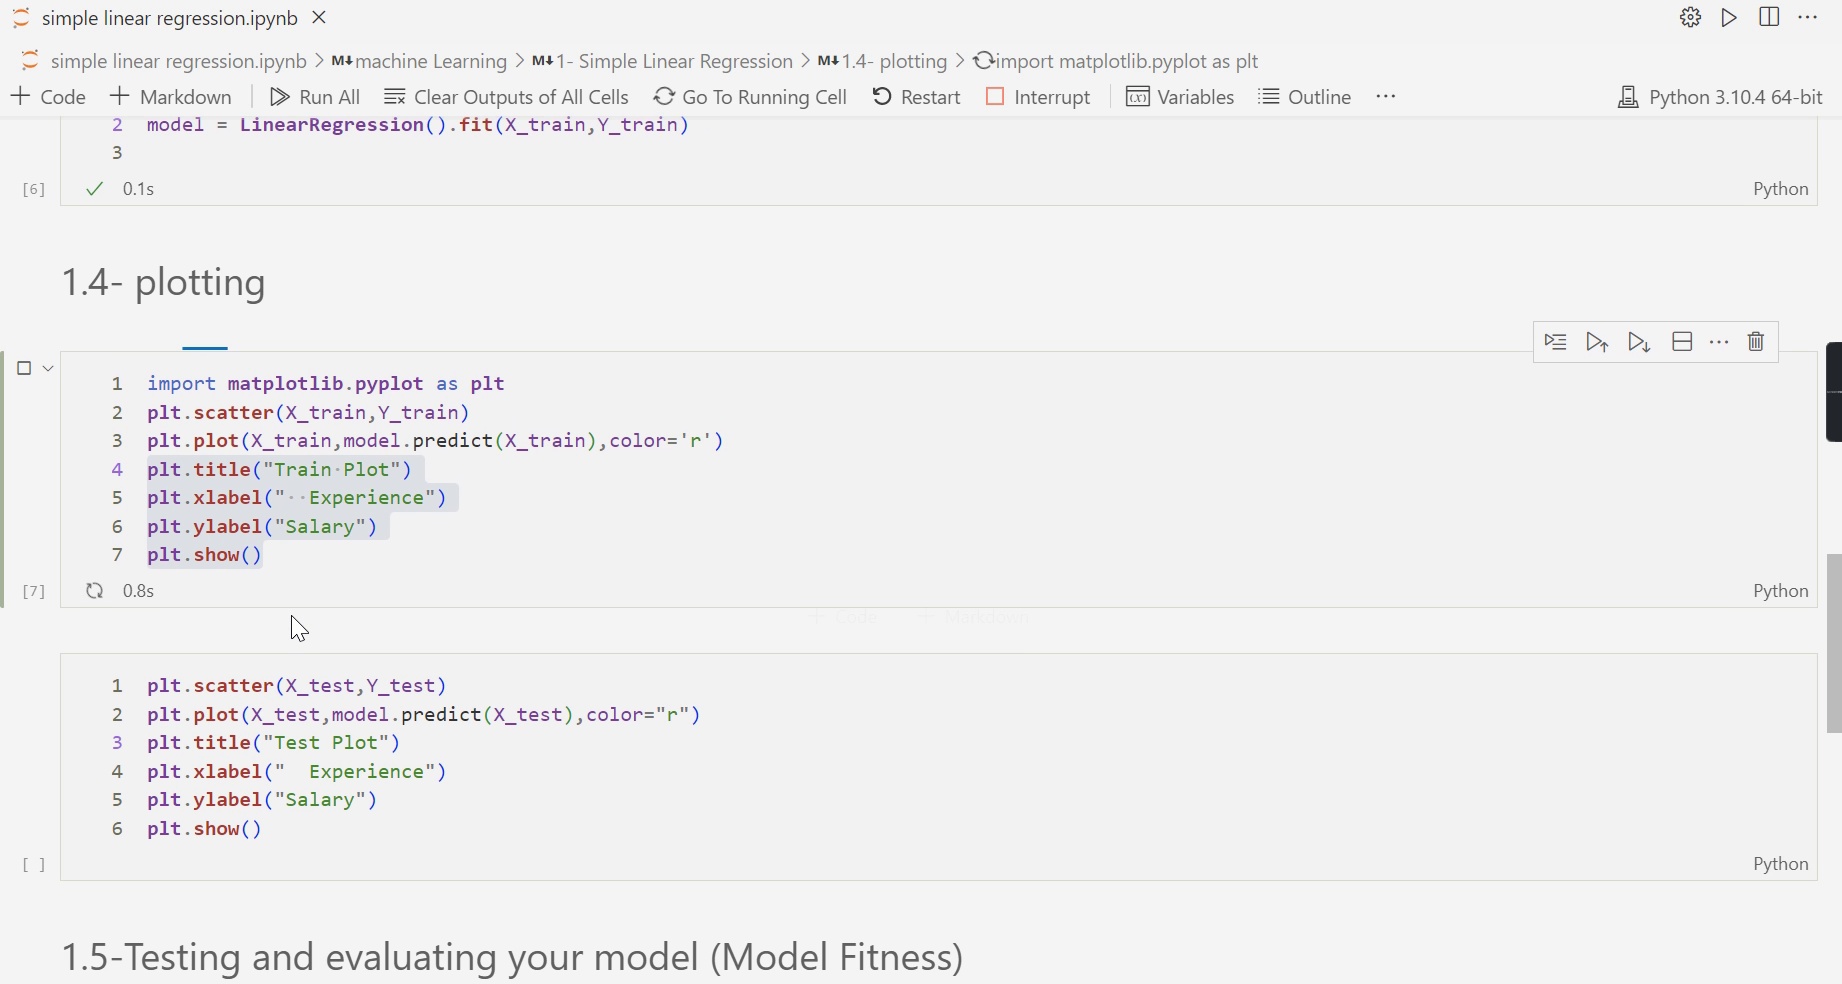 simple linear regression.ipynb
simple linear regression.ipynb > M↓machine Learning > M↓1- Simple Linear Regression > M↓1.4- plotting > import matplotlib.pyplot as plt
+ Code + Markdown Run All Clear Outputs of All Cells Go To Running Cell Restart Interrupt (x) Variables Outline ... Python 3.10.4 64-bit
2 model = LinearRegression().fit(X_train,Y_train)
3
[6] ✓ 0.1s Python
1.4- plotting
1 import matplotlib.pyplot as plt
2 plt.scatter(X_train,Y_train)
3 plt.plot(X_train,model.predict(X_train),color='r')
4 plt.title("Train·Plot")
5 plt.xlabel("··Experience")
6 plt.ylabel("Salary")
7 plt.show()
[7] 0.8s Python
+ Code + Markdown
1 plt.scatter(X_test,Y_test)
2 plt.plot(X_test,model.predict(X_test),color="r")
3 plt.title("Test Plot")
4 plt.xlabel("  Experience")
5 plt.ylabel("Salary")
6 plt.show()
[ ] Python
1.5-Testing and evaluating your model (Model Fitness)